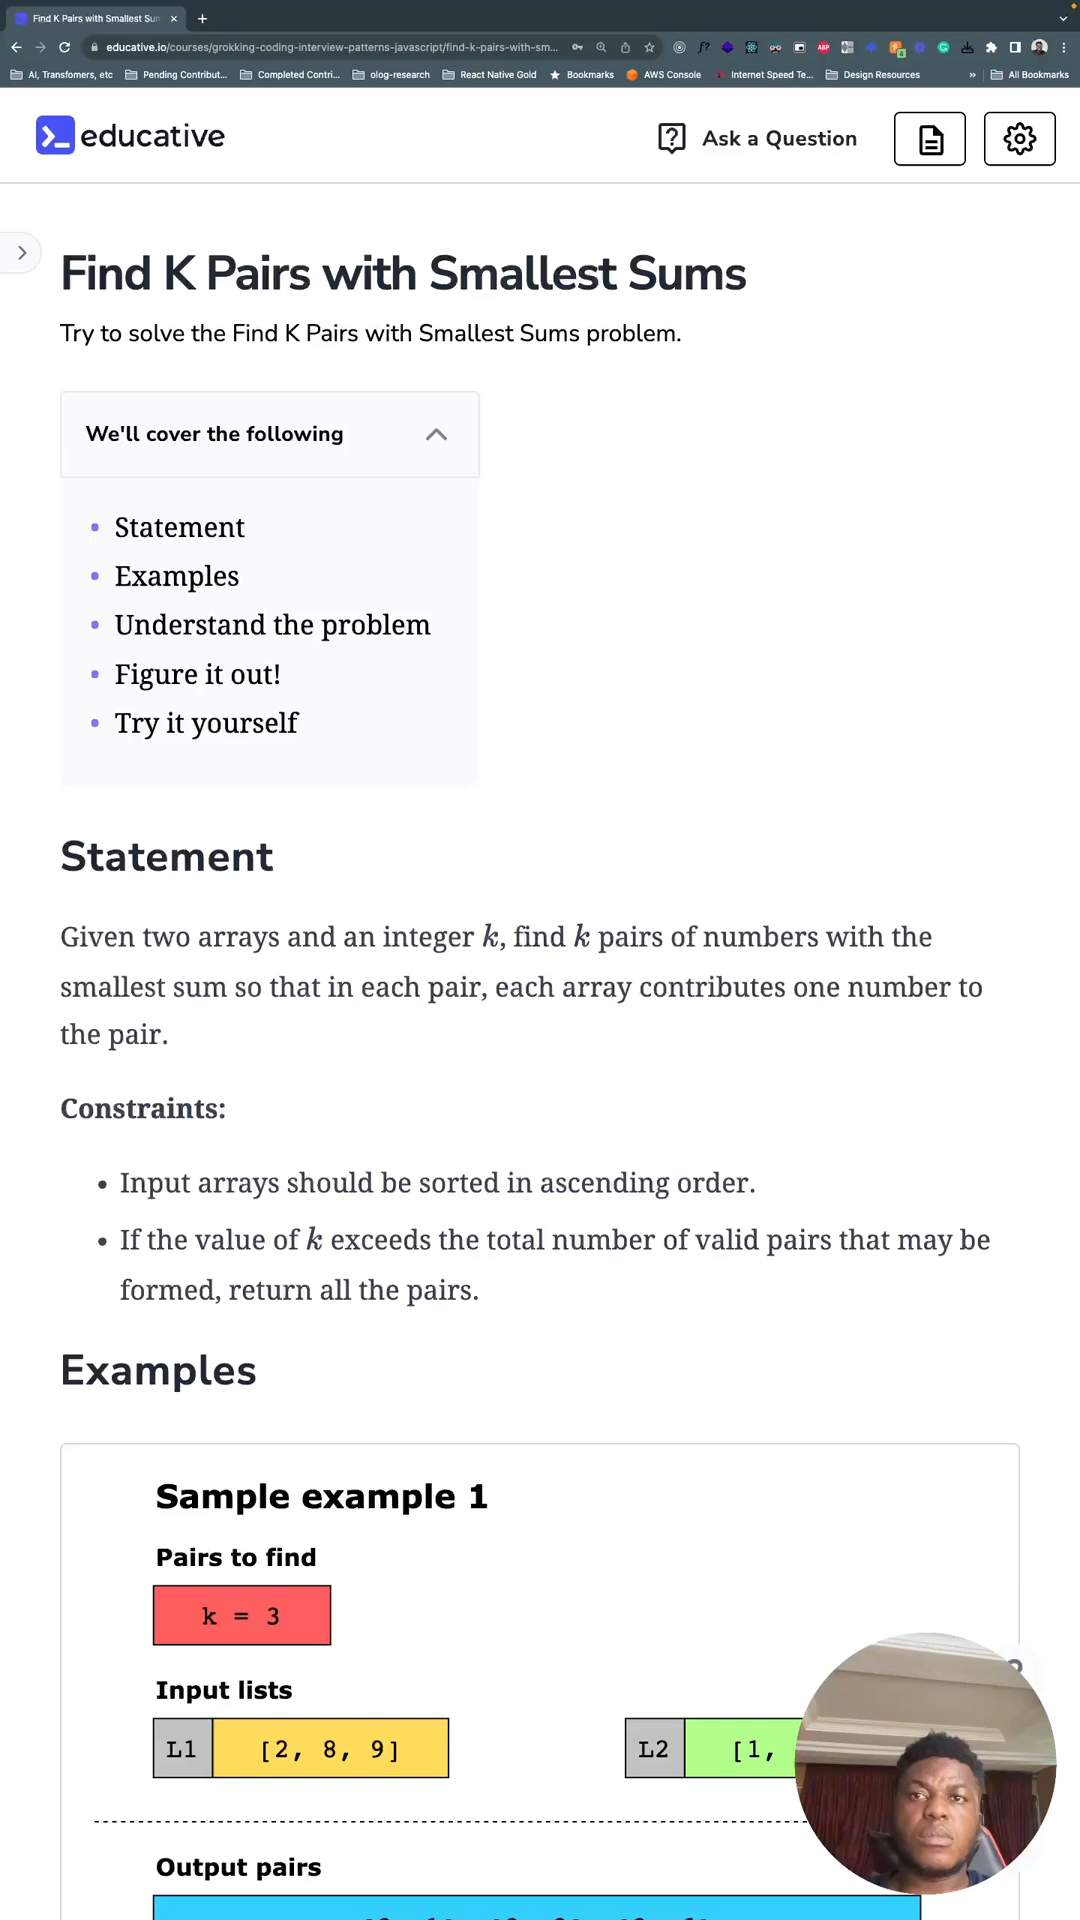 Find K Pairs with Smallest Sun
educative.io/courses/grokking-coding-interview-patterns-javascript/find-k-pairs-with-sm...
AI, Transfomers, etc
Pending Contribut...
Completed Contri...
olog-research
React Native Gold
Bookmarks
AWS Console
Internet Speed Te...
Design Resources
»
All Bookmarks
educative
Ask a Question
Find K Pairs with Smallest Sums
Try to solve the Find K Pairs with Smallest Sums problem.
We'll cover the following
Statement
Examples
Understand the problem
Figure it out!
Try it yourself
Statement
Given two arrays and an integer k, find k pairs of numbers with the
smallest sum so that in each pair, each array contributes one number to
the pair.
Constraints:
Input arrays should be sorted in ascending order.
If the value of k exceeds the total number of valid pairs that may be
formed, return all the pairs.
Examples
Sample example 1
Pairs to find
k = 3
Input lists
L1 [2, 8, 9]
L2 [1,
Output pairs